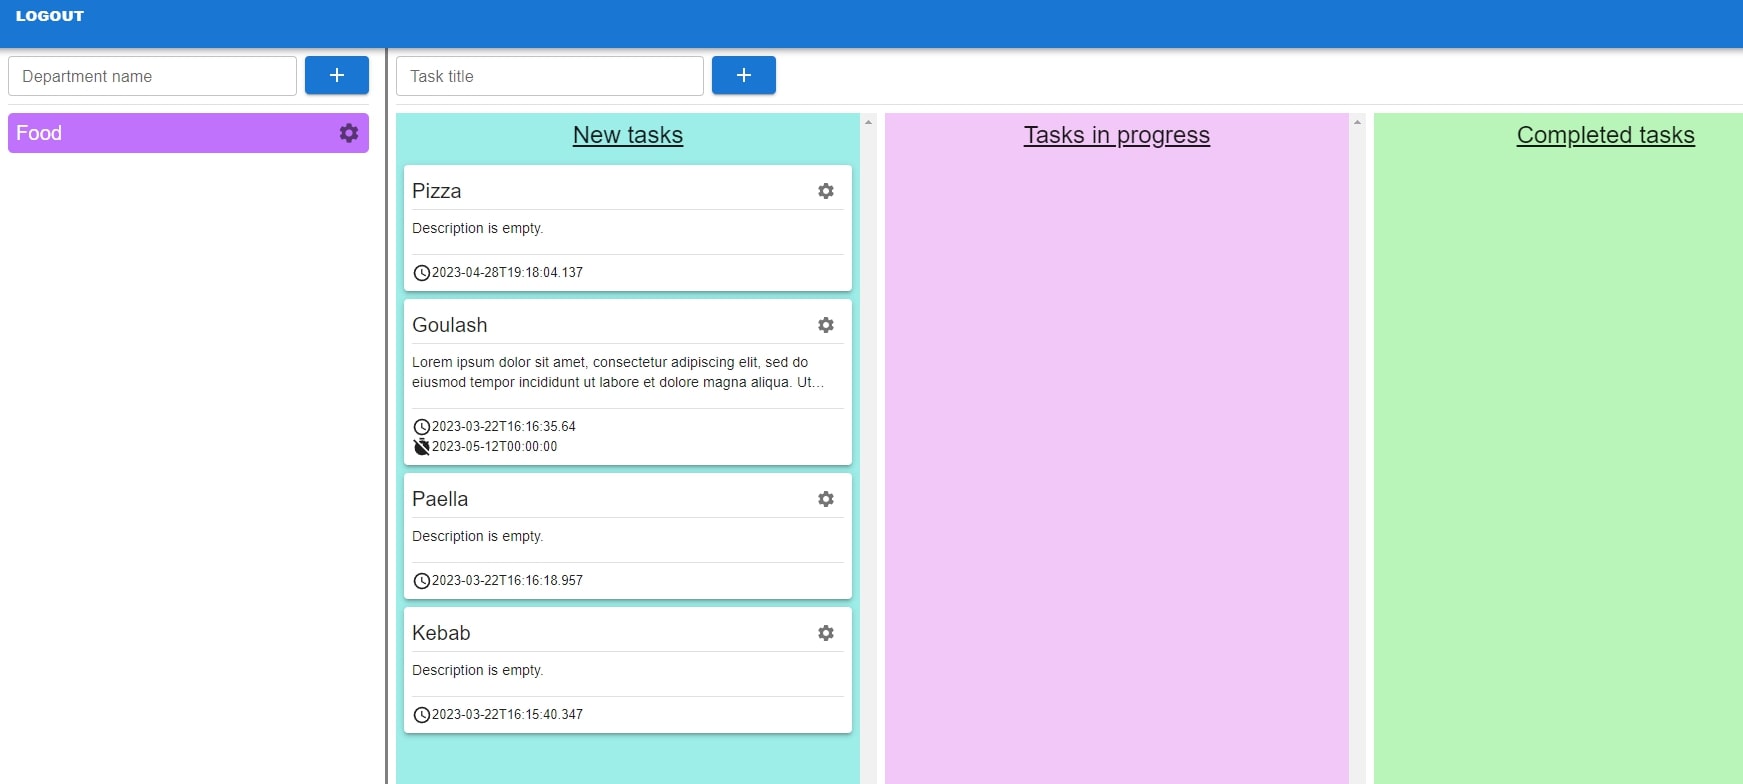 LOGOUT
Department name
Task title
Food
New tasks
Pizza
Description is empty.
2023-04-28T19:18:04.137
Goulash
Lorem ipsum dolor sit amet, consectetur adipiscing elit, sed do
eiusmod tempor incididunt ut labore et dolore magna aliqua. Ut…
2023-03-22T16:16:35.64
2023-05-12T00:00:00
Paella
Description is empty.
2023-03-22T16:16:18.957
Kebab
Description is empty.
2023-03-22T16:15:40.347
Tasks in progress
Completed tasks